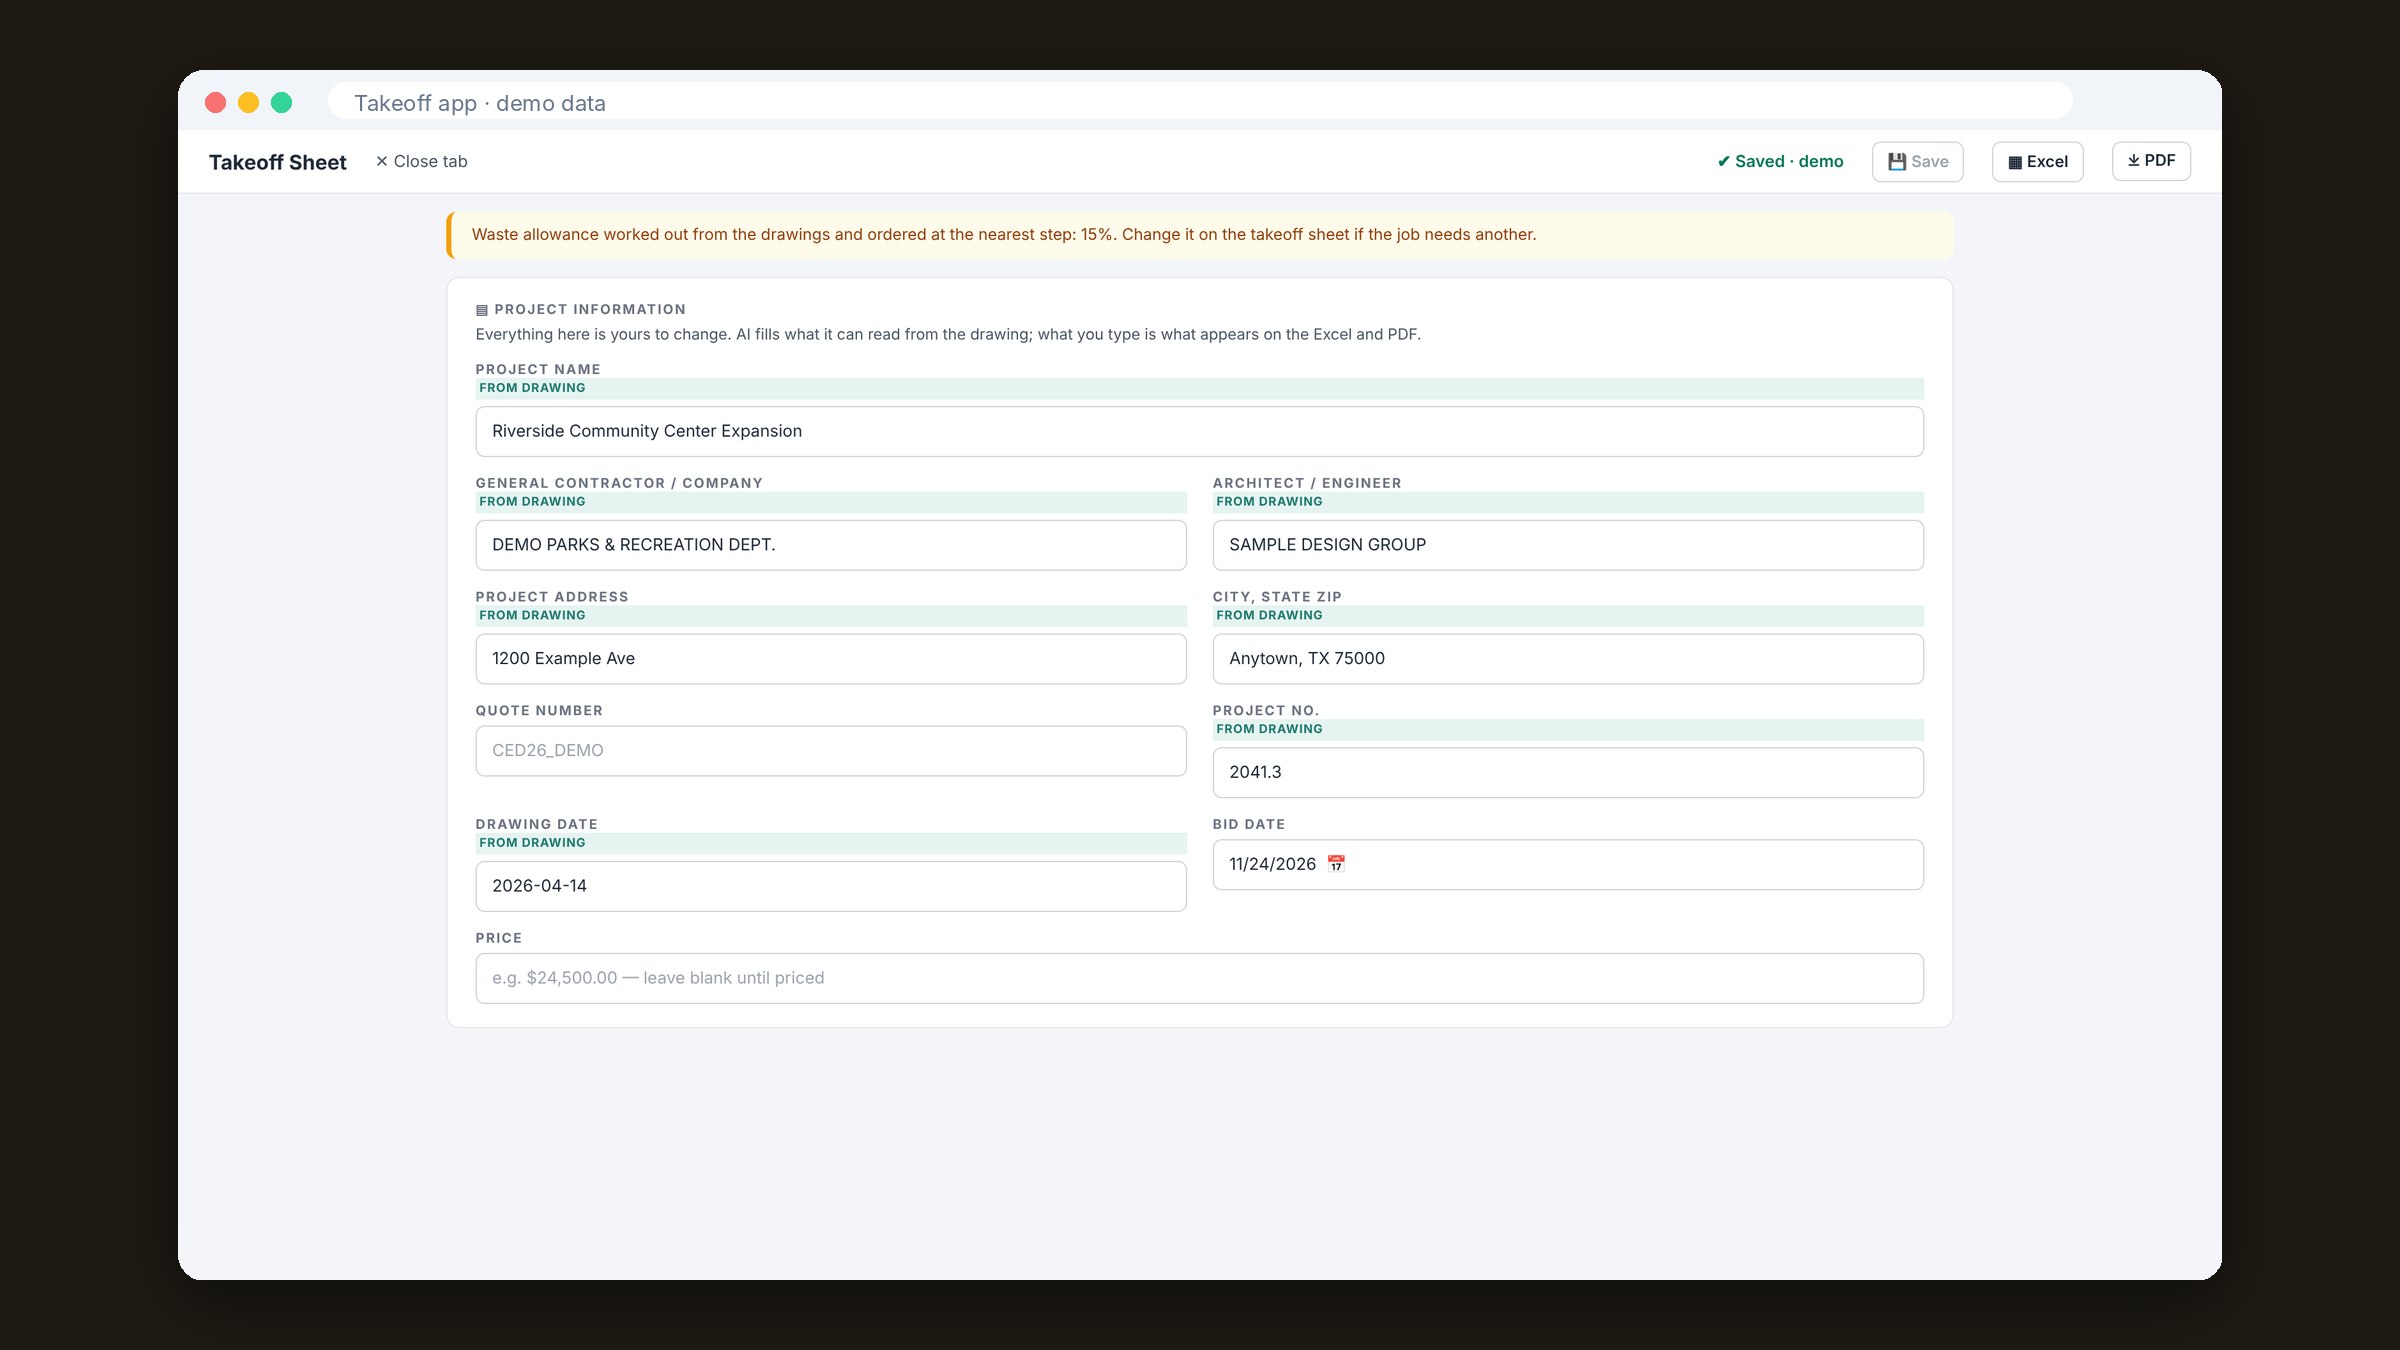 Takeoff app · demo data
Takeoff Sheet
✕ Close tab
✔ Saved · demo
💾 Save
▦ Excel
PDF
Waste allowance worked out from the drawings and ordered at the nearest step: 15%. Change it on the takeoff sheet if the job needs another.
▤ PROJECT INFORMATION
Everything here is yours to change. AI fills what it can read from the drawing; what you type is what appears on the Excel and PDF.
PROJECT NAME
FROM DRAWING
Riverside Community Center Expansion
GENERAL CONTRACTOR / COMPANY
FROM DRAWING
DEMO PARKS & RECREATION DEPT.
ARCHITECT / ENGINEER
FROM DRAWING
SAMPLE DESIGN GROUP
PROJECT ADDRESS
FROM DRAWING
1200 Example Ave
CITY, STATE ZIP
FROM DRAWING
Anytown, TX 75000
QUOTE NUMBER
CED26_DEMO
PROJECT NO.
FROM DRAWING
2041.3
DRAWING DATE
FROM DRAWING
2026-04-14
BID DATE
11/24/2026 📅
PRICE
e.g. $24,500.00 — leave blank until priced